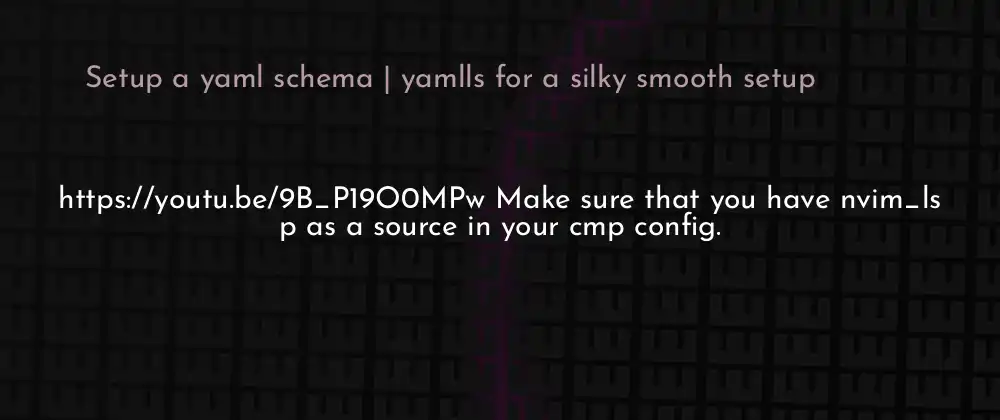 Setup a yaml schema | yamlls for a silky smooth setup
https://youtu.be/9B_P19O0MPw Make sure that you have nvim_ls
p as a source in your cmp config.